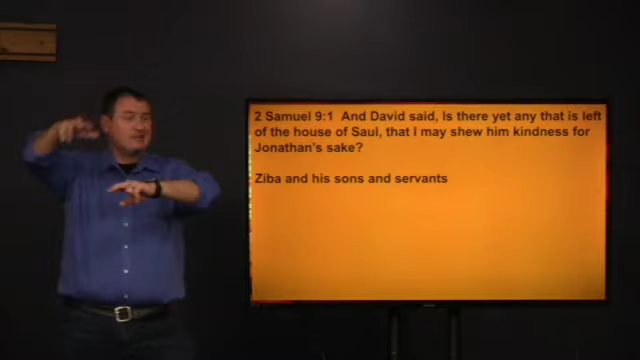 2 Samuel 9:1 And David said, Is there yet any that is left
of the house of Saul, that I may shew him kindness for
Jonathan's sake?
Ziba and his sons and servants